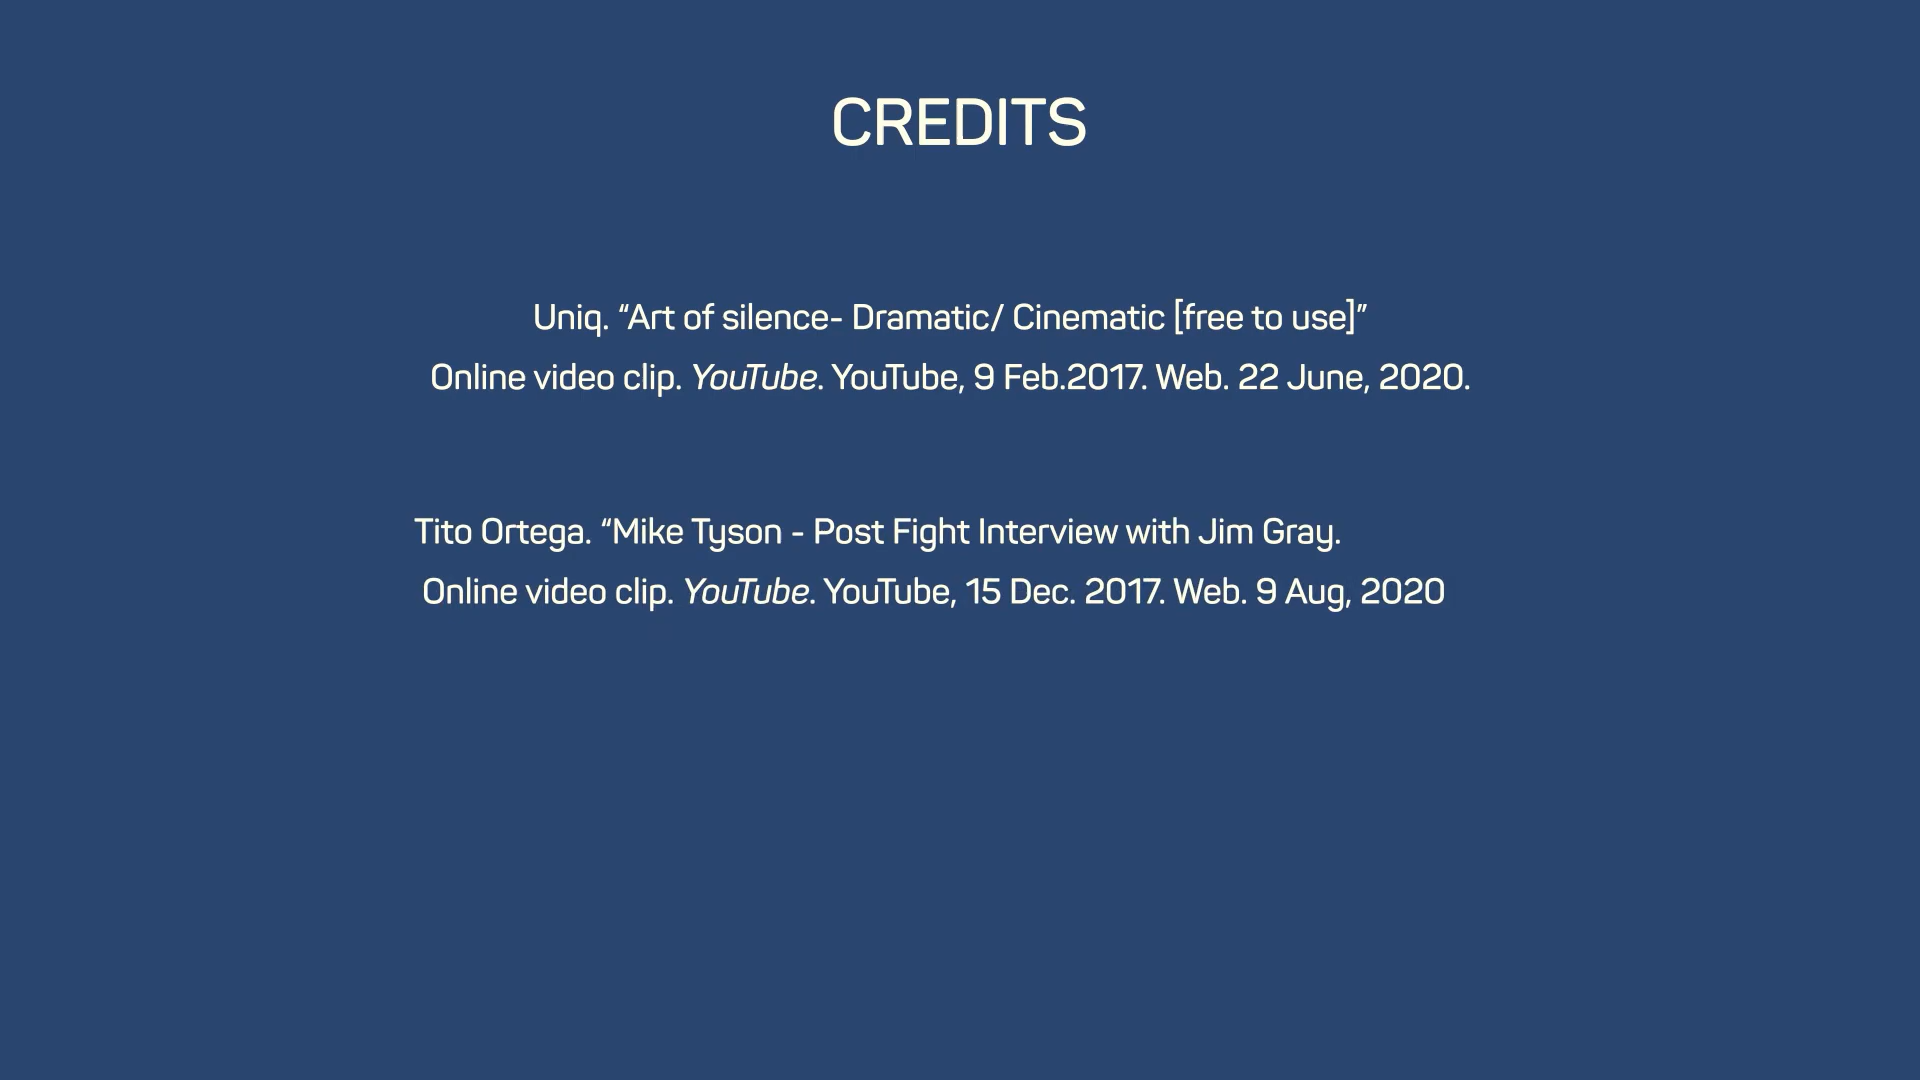 CREDITS
Uniq. “Art of silence- Dramatic/ Cinematic [free to use]”
Online video clip. YouTube. YouTube, 9 Feb.2017. Web. 22 June, 2020.
Tito Ortega. “Mike Tyson - Post Fight Interview with Jim Gray.
Online video clip. YouTube. YouTube, 15 Dec. 2017. Web. 9 Aug, 2020